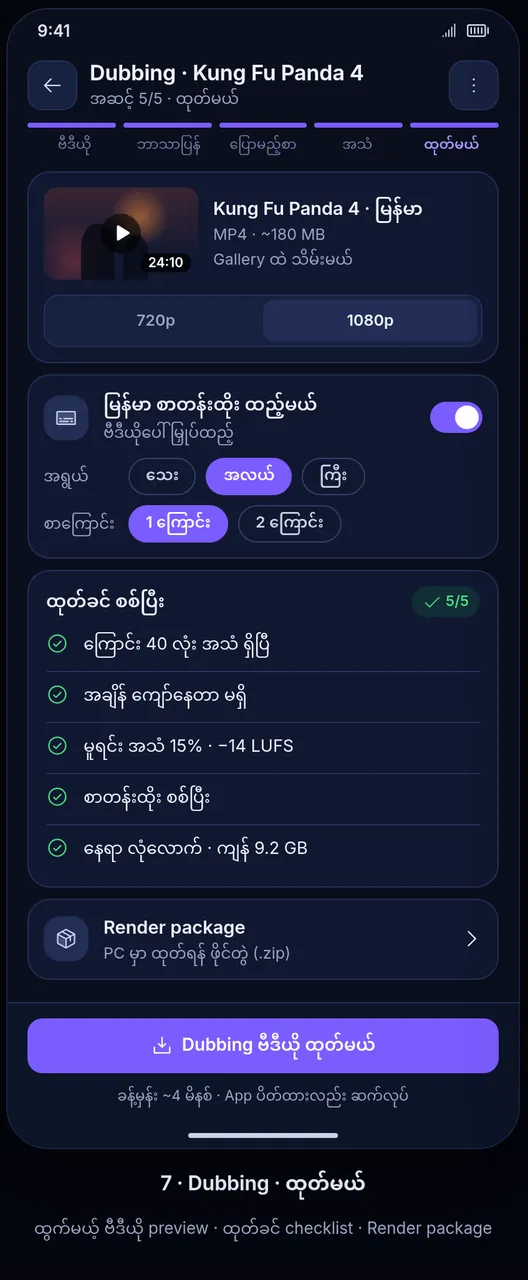 9:41
Dubbing · Kung Fu Panda 4
အဆင့် 5/5 · ထုတ်မယ်
ဗီဒီယို
ဘာသာပြန်
ပြောမည့်စာ
အသံ
ထုတ်မယ်
Kung Fu Panda 4 · မြန်မာ
MP4 · ~180 MB
Gallery ထဲ သိမ်းမယ်
24:10
720p
1080p
မြန်မာ စာတန်းထိုး ထည့်မယ်
ဗီဒီယိုပေါ် မြှုပ်ထည့်
အရွယ်
သေး
အလယ်
ကြီး
စာကြောင်း
1 ကြောင်း
2 ကြောင်း
ထုတ်ခင် စစ်ပြီး
5/5
ကြောင်း 40 လုံး အသံ ရှိပြီ
အချိန် ကျော်နေတာ မရှိ
မူရင်း အသံ 15% · −14 LUFS
စာတန်းထိုး စစ်ပြီး
နေရာ လုံလောက် · ကျန် 9.2 GB
Render package
PC မှာ ထုတ်ရန် ဖိုင်တွဲ (.zip)
Dubbing ဗီဒီယို ထုတ်မယ်
ခန့်မှန်း ~4 မိနစ် · App ပိတ်ထားလည်း ဆက်လုပ်
7 · Dubbing · ထုတ်မယ်
ထွက်မယ့် ဗီဒီယို preview · ထုတ်ခင် checklist · Render package